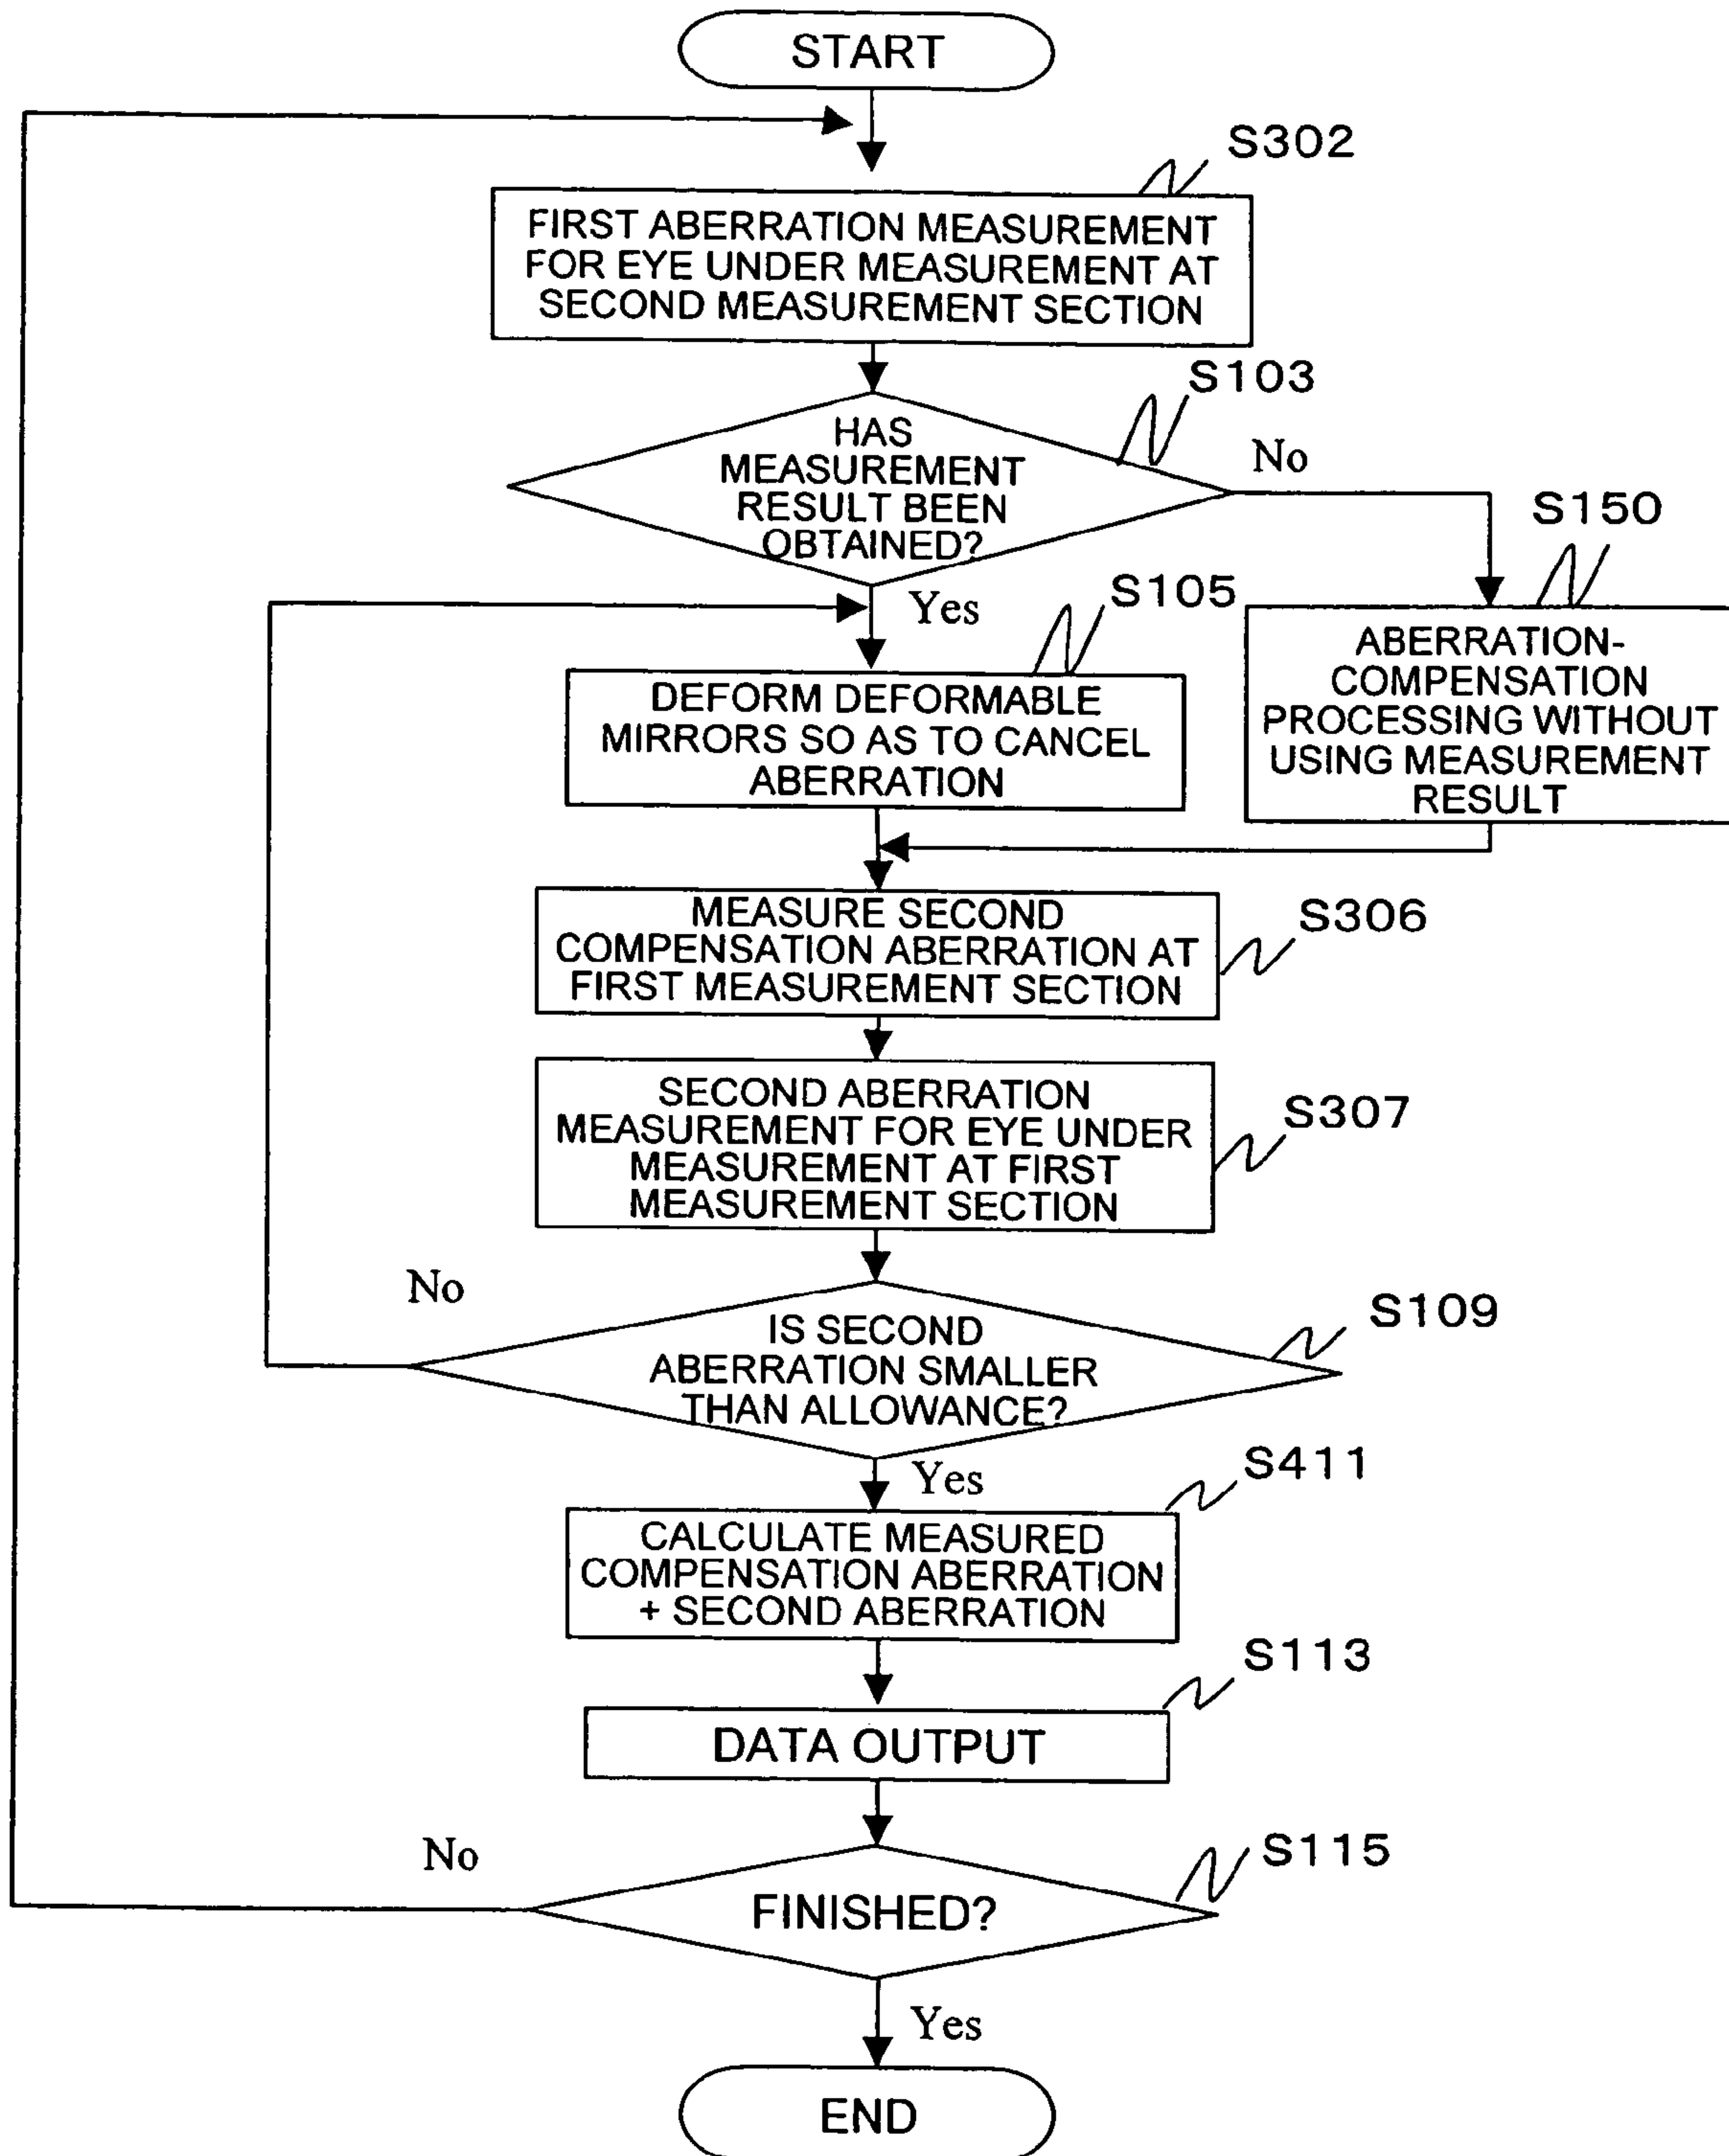 START
S302
FIRST ABERRATION MEASUREMENT
FOR EYE UNDER MEASUREMENT AT
SECOND MEASUREMENT SECTION
S103
HAS
MEASUREMENT
RESULT BEEN
OBTAINED?
No
Yes
S150
ABERRATION-
COMPENSATION
PROCESSING WITHOUT
USING MEASUREMENT
RESULT
S105
DEFORM DEFORMABLE
MIRRORS SO AS TO CANCEL
ABERRATION
MEASURE SECOND
COMPENSATION ABERRATION AT
FIRST MEASUREMENT SECTION
S306
SECOND ABERRATION
MEASUREMENT FOR EYE UNDER
MEASUREMENT AT FIRST
MEASUREMENT SECTION
S307
No
IS SECOND
ABERRATION SMALLER
THAN ALLOWANCE?
S109
Yes
S411
CALCULATE MEASURED
COMPENSATION ABERRATION
+ SECOND ABERRATION
S113
DATA OUTPUT
No
S115
FINISHED?
Yes
END